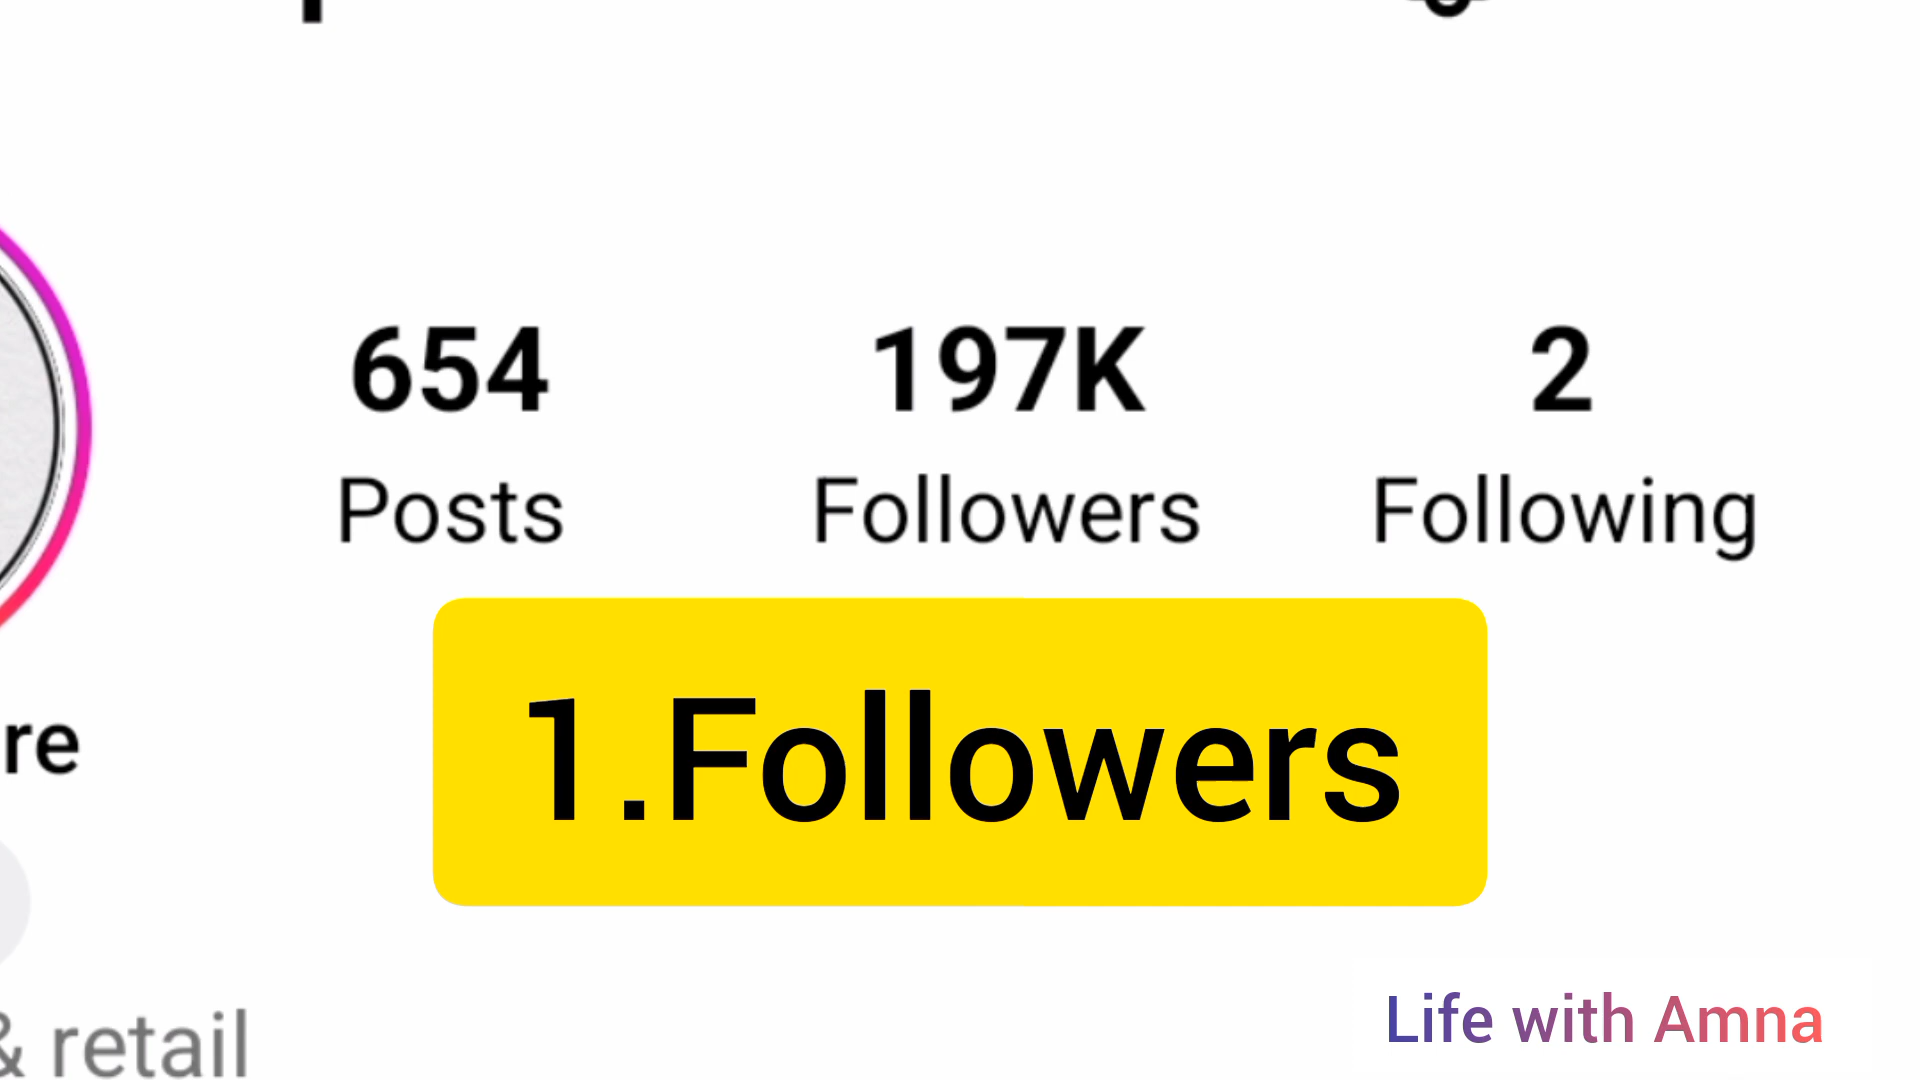 654 197K 2
Posts Followers Following
1.Followers
re
& retail
Life with Amna